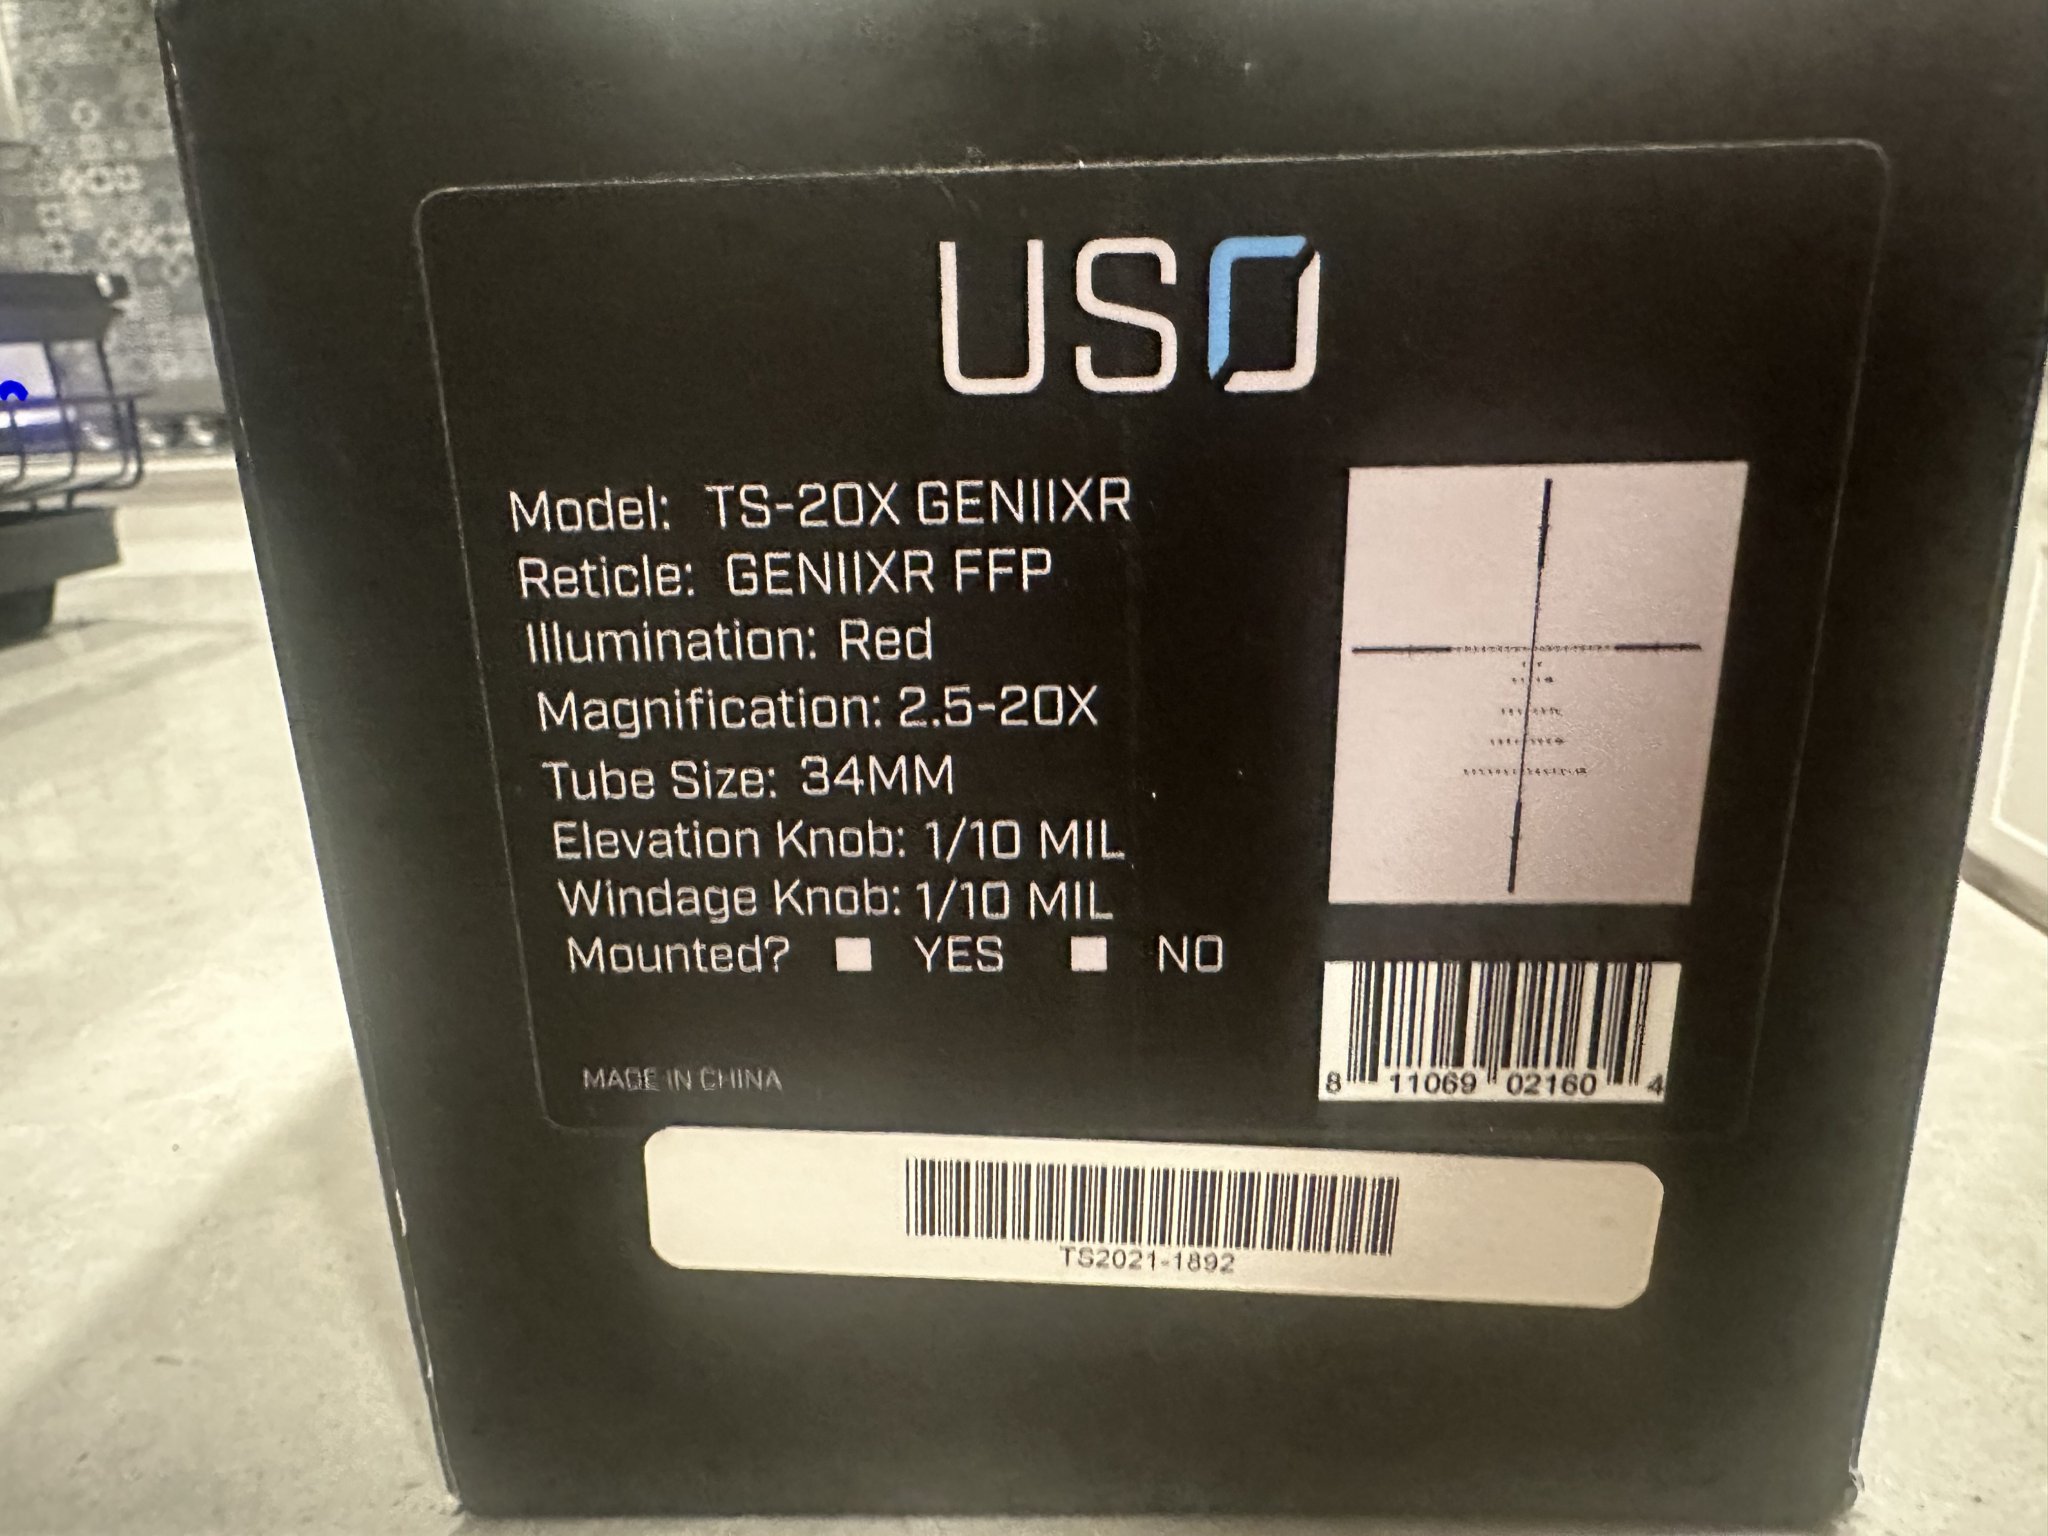 USO
Model: TS-20X GENIIXR
Reticle: GENIIXR FFP
Illumination: Red
Magnification: 2.5-20X
Tube Size: 34MM
Elevation Knob: 1/10 MIL
Windage Knob: 1/10 MIL
Mounted? YES NO
MADE IN CHINA
8 11069 02160 4
TS2021-1892